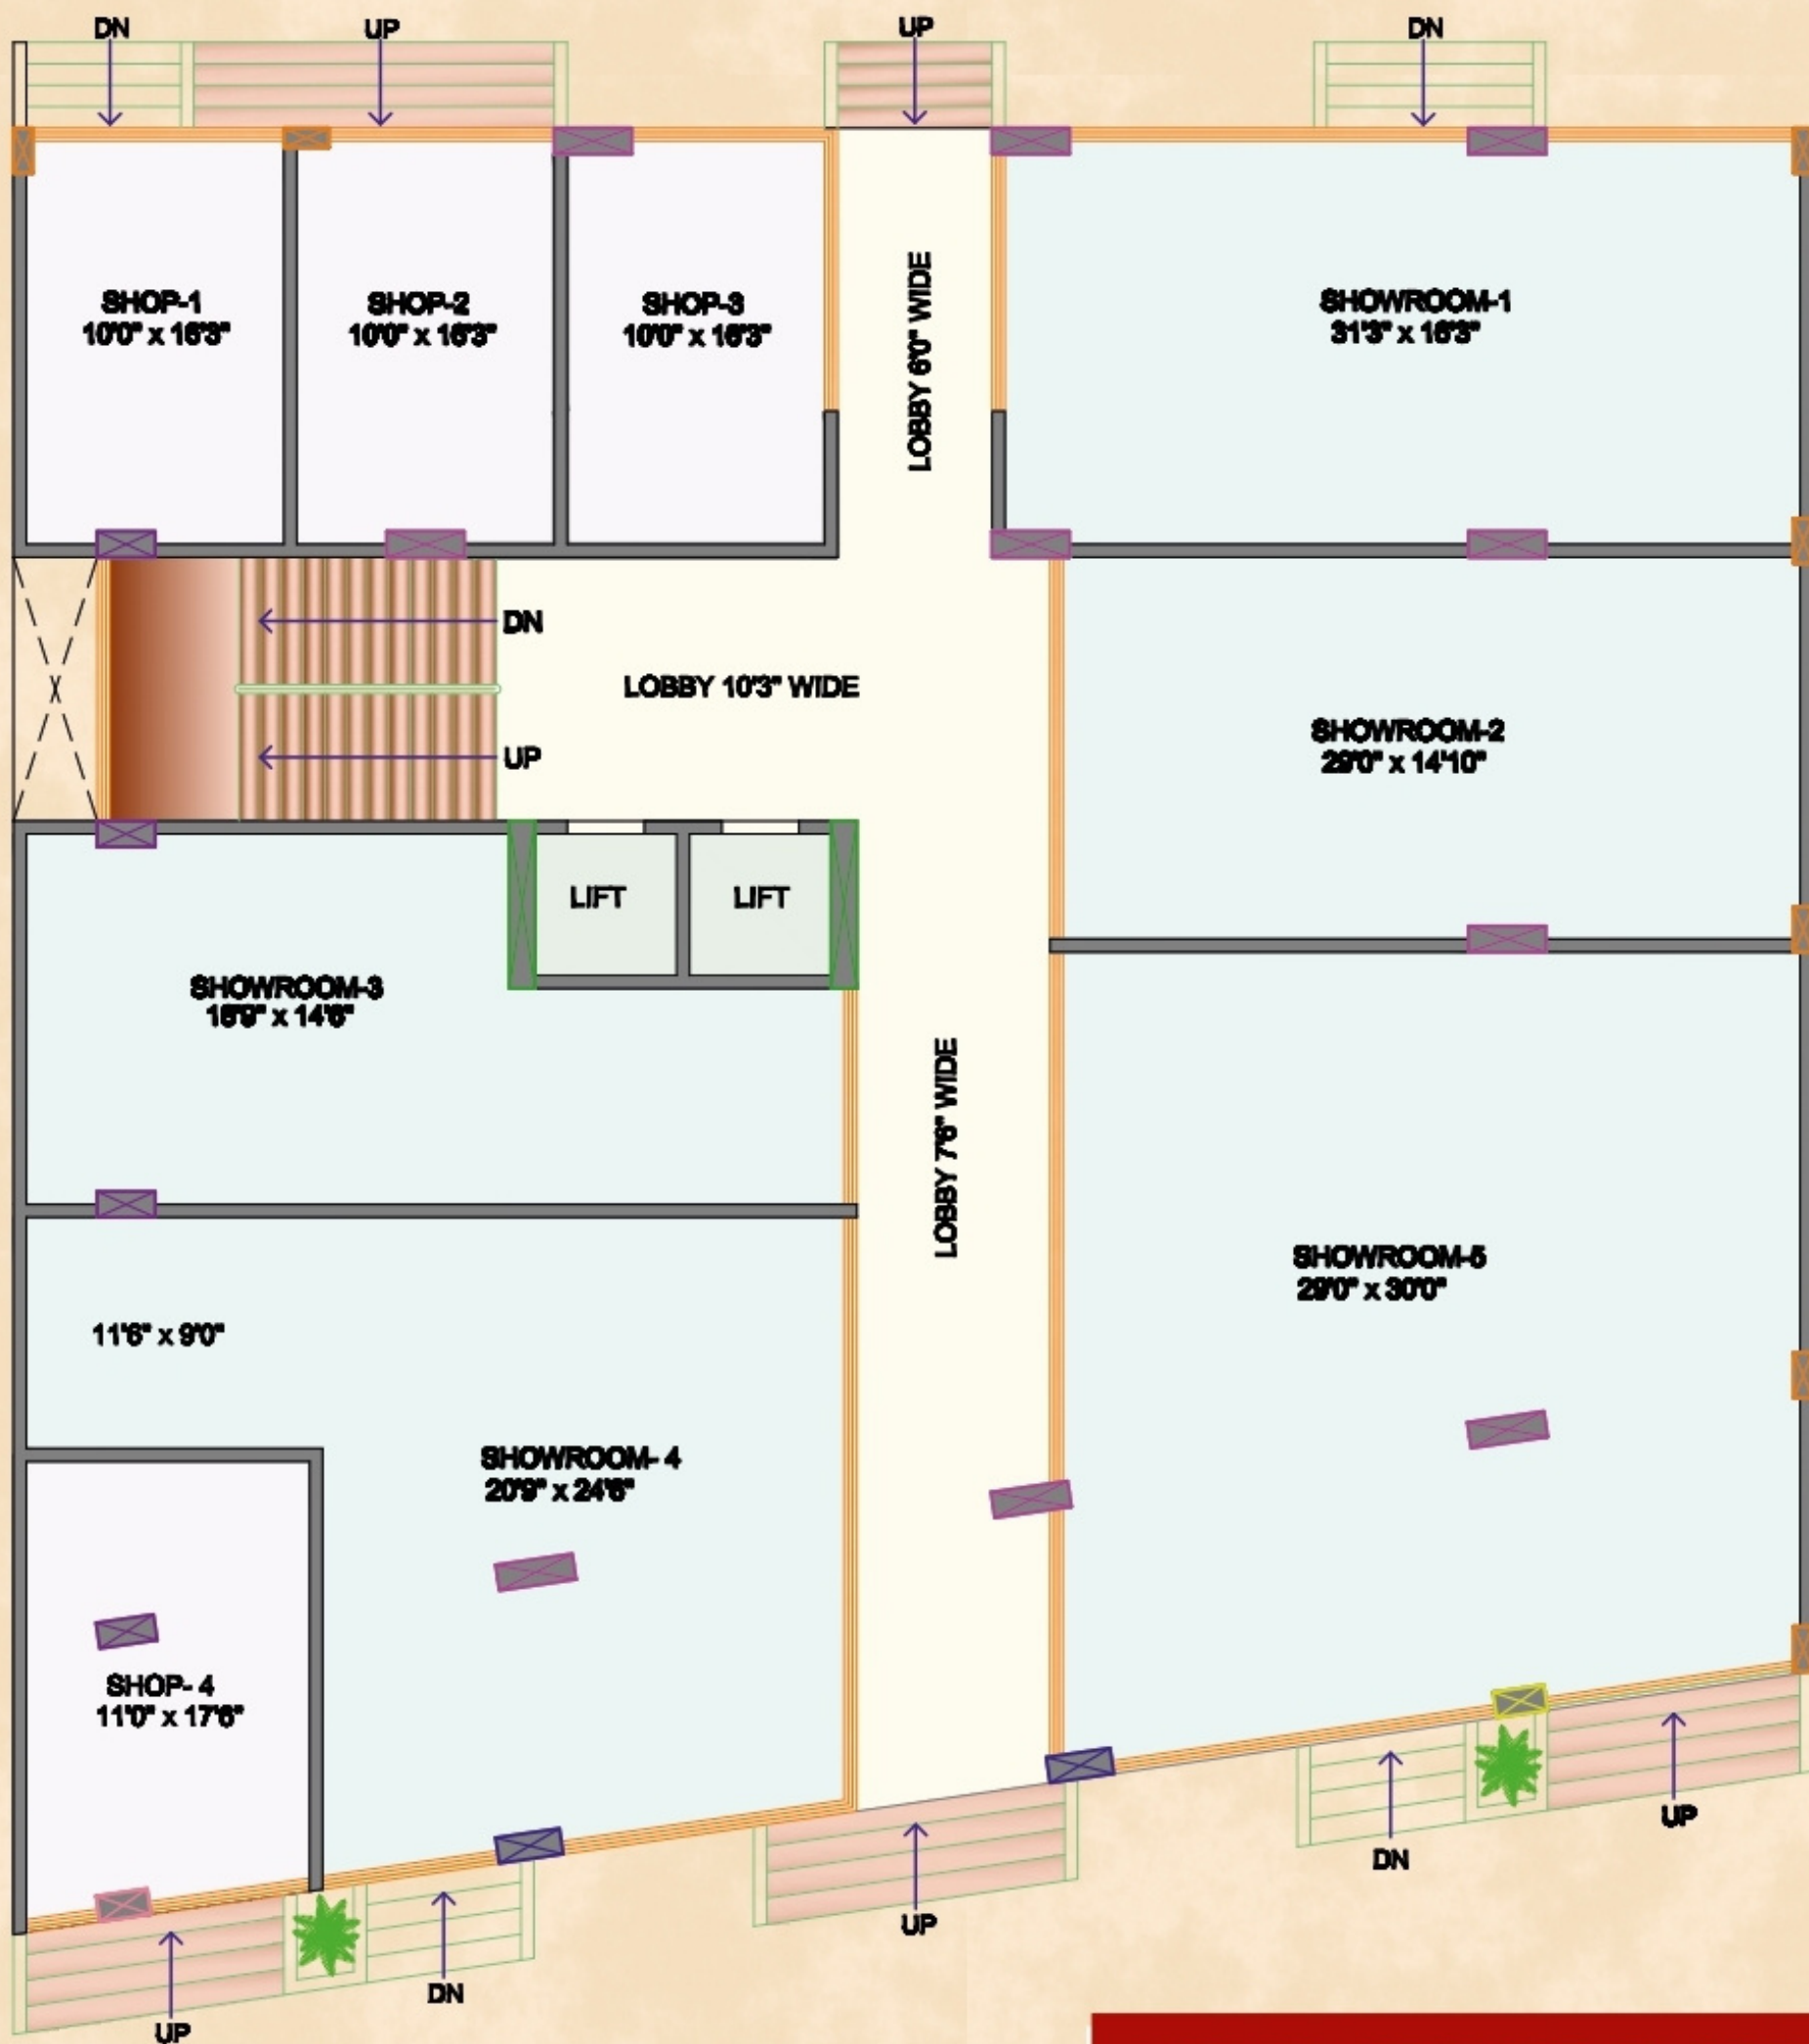 DN
UP
UP
DN
SHOP-1
10'0" x 16'3"
SHOP-2
10'0" x 16'3"
SHOP-3
10'0" x 16'3"
LOBBY 6'0" WIDE
SHOWROOM-1
31'3" x 16'3"
DN
LOBBY 10'3" WIDE
UP
SHOWROOM-2
29'0" x 14'10"
LIFT
LIFT
SHOWROOM-3
18'9" x 14'6"
LOBBY 7'6" WIDE
SHOWROOM-5
29'0" x 30'0"
11'6" x 9'0"
SHOWROOM- 4
20'9" x 24'6"
SHOP- 4
11'0" x 17'6"
UP
DN
UP
DN
UP